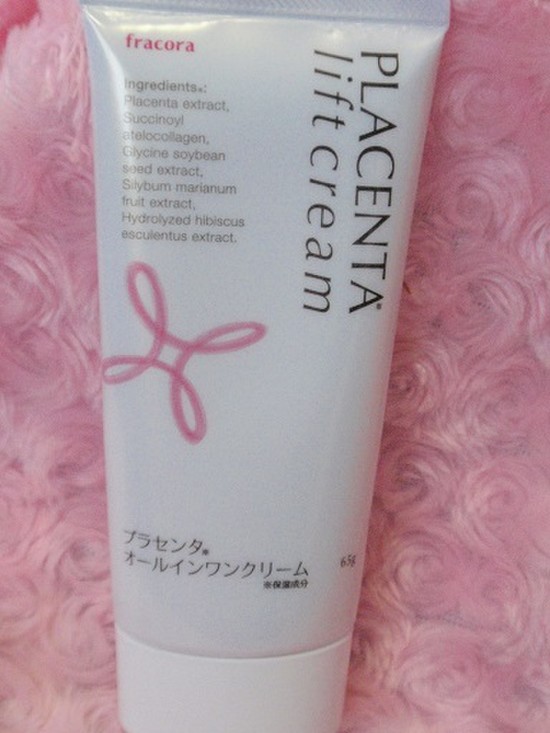 fracora
Ingredients※:
Placenta extract,
Succinoyl
atelocollagen,
Glycine soybean
seed extract,
Silybum marianum
fruit extract,
Hydrolyzed hibiscus
esculentus extract.
PLACENTA※
lift cream
プラセンタ※
オールインワンクリーム
※保湿成分
65g